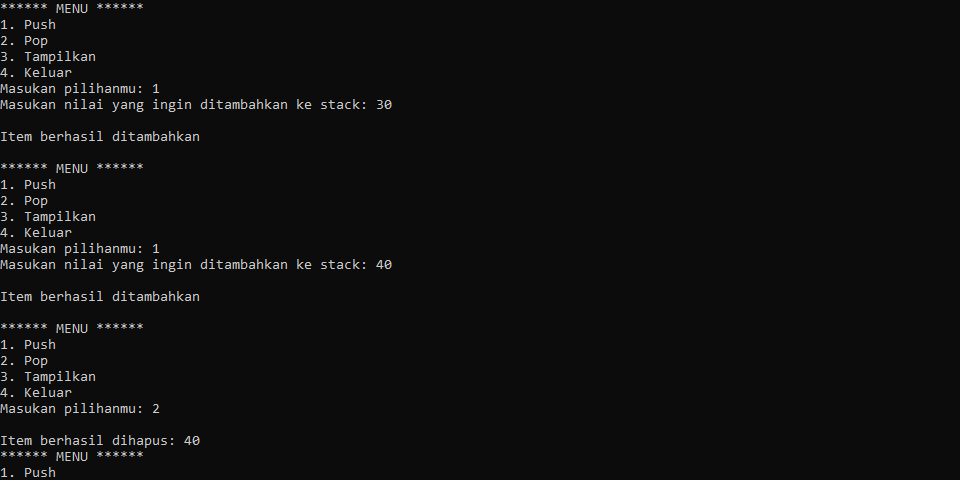 ****** MENU ******
1. Push
2. Pop
3. Tampilkan
4. Keluar
Masukan pilihanmu: 1
Masukan nilai yang ingin ditambahkan ke stack: 30
Item berhasil ditambahkan
****** MENU ******
1. Push
2. Pop
3. Tampilkan
4. Keluar
Masukan pilihanmu: 1
Masukan nilai yang ingin ditambahkan ke stack: 40
Item berhasil ditambahkan
****** MENU ******
1. Push
2. Pop
3. Tampilkan
4. Keluar
Masukan pilihanmu: 2
Item berhasil dihapus: 40
****** MENU ******
1. Push